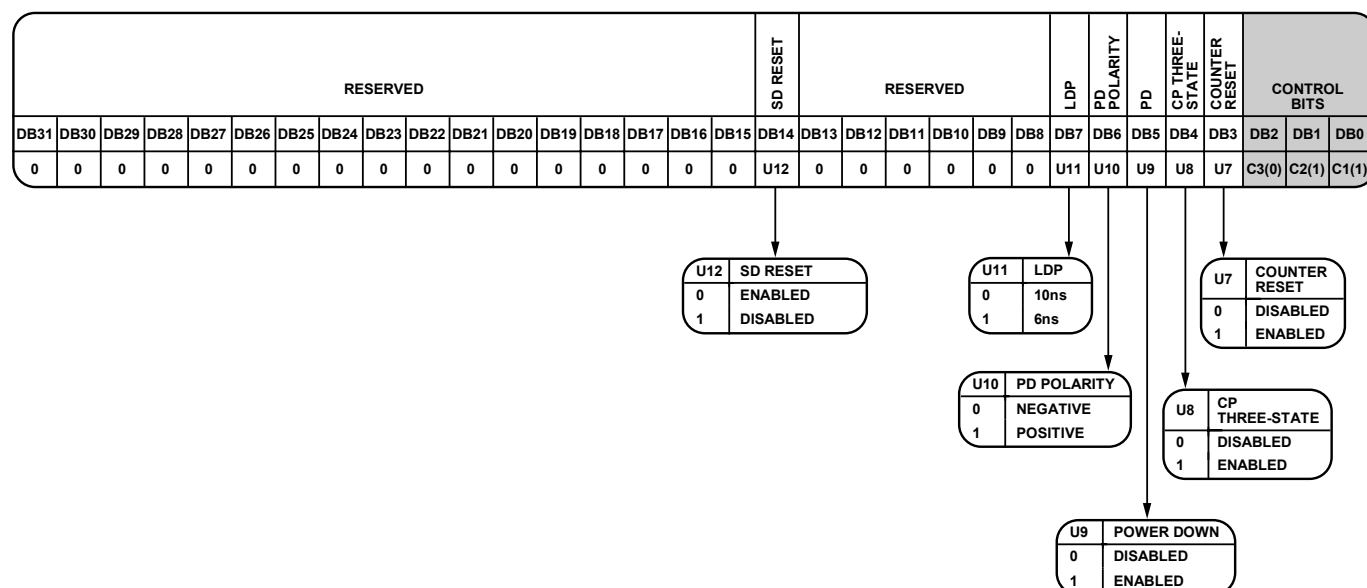 RESERVED
SD RESET
RESERVED
LDP
PD
POLARITY
PD
CP THREE-
STATE
COUNTER
RESET
CONTROL
BITS
DB31 DB30 DB29 DB28 DB27 DB26 DB25 DB24 DB23 DB22 DB21 DB20 DB19 DB18 DB17 DB16 DB15 DB14 DB13 DB12 DB11 DB10 DB9 DB8 DB7 DB6 DB5 DB4 DB3 DB2 DB1 DB0
0 0 0 0 0 0 0 0 0 0 0 0 0 0 0 0 0 U12 0 0 0 0 0 0 U11 U10 U9 U8 U7 C3(0) C2(1) C1(1)
U12 SD RESET
0 ENABLED
1 DISABLED
U11 LDP
0 10ns
1 6ns
U7 COUNTER
RESET
0 DISABLED
1 ENABLED
U10 PD POLARITY
0 NEGATIVE
1 POSITIVE
U8 CP
THREE-STATE
0 DISABLED
1 ENABLED
U9 POWER DOWN
0 DISABLED
1 ENABLED